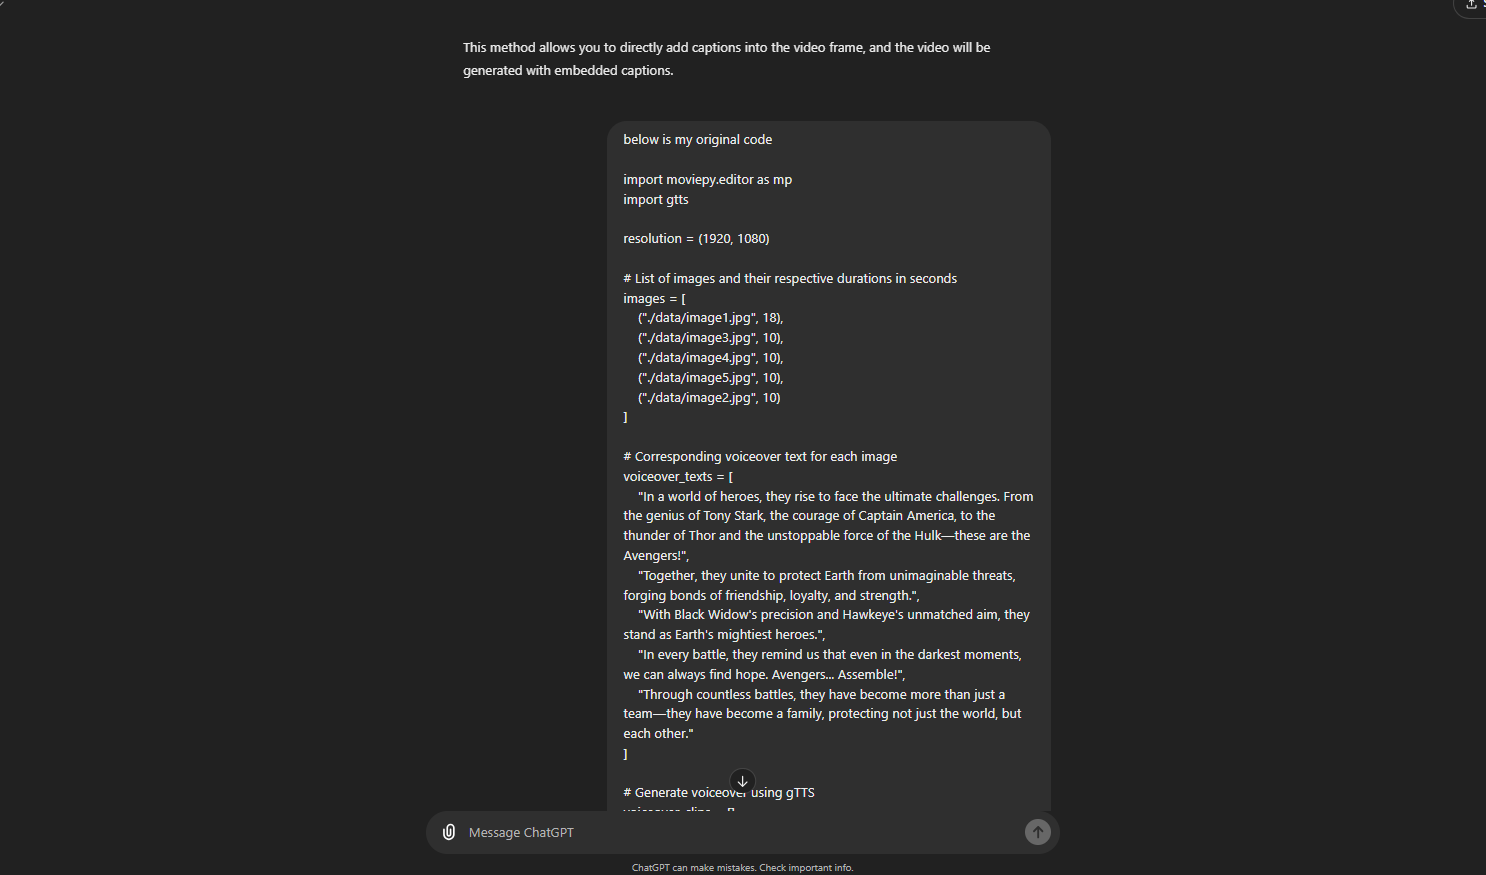 This method allows you to directly add captions into the video frame, and the video will be
generated with embedded captions.
below is my original code
import moviepy.editor as mp
import gtts
resolution = (1920, 1080)
# List of images and their respective durations in seconds
images = [
("./data/image1.jpg", 18),
("./data/image3.jpg", 10),
("./data/image4.jpg", 10),
("./data/image5.jpg", 10),
("./data/image2.jpg", 10)
]
# Corresponding voiceover text for each image
voiceover_texts = [
"In a world of heroes, they rise to face the ultimate challenges. From
the genius of Tony Stark, the courage of Captain America, to the
thunder of Thor and the unstoppable force of the Hulk—these are the
Avengers!",
"Together, they unite to protect Earth from unimaginable threats,
forging bonds of friendship, loyalty, and strength.",
"With Black Widow's precision and Hawkeye's unmatched aim, they
stand as Earth's mightiest heroes.",
"In every battle, they remind us that even in the darkest moments,
we can always find hope. Avengers... Assemble!",
"Through countless battles, they have become more than just a
team—they have become a family, protecting not just the world, but
each other."
]
# Generate voiceover using gTTS
Message ChatGPT
ChatGPT can make mistakes. Check important info.